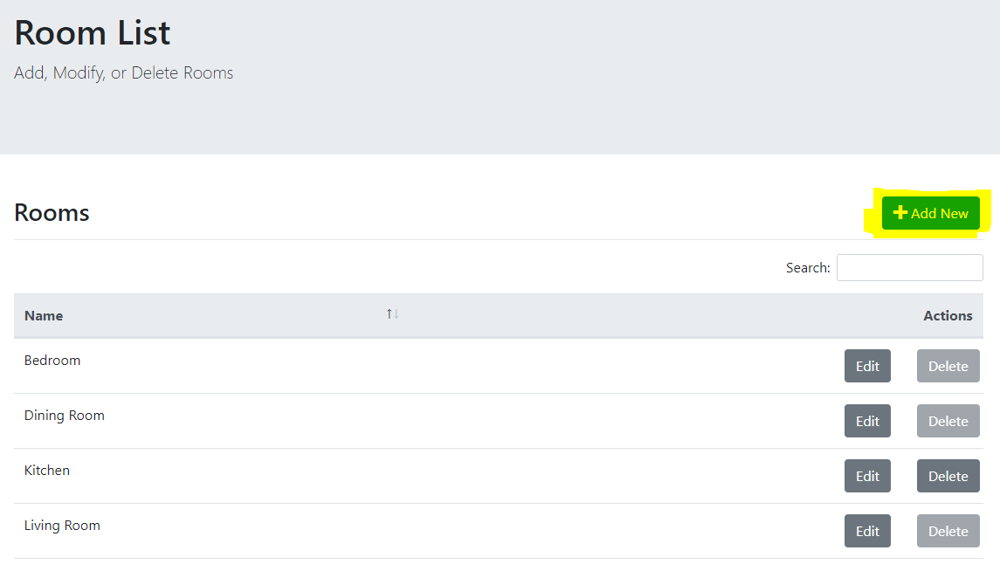 Room List
Add, Modify, or Delete Rooms
Rooms
Add New
Search:
Name Actions
Bedroom Edit Delete
Dining Room Edit Delete
Kitchen Edit Delete
Living Room Edit Delete